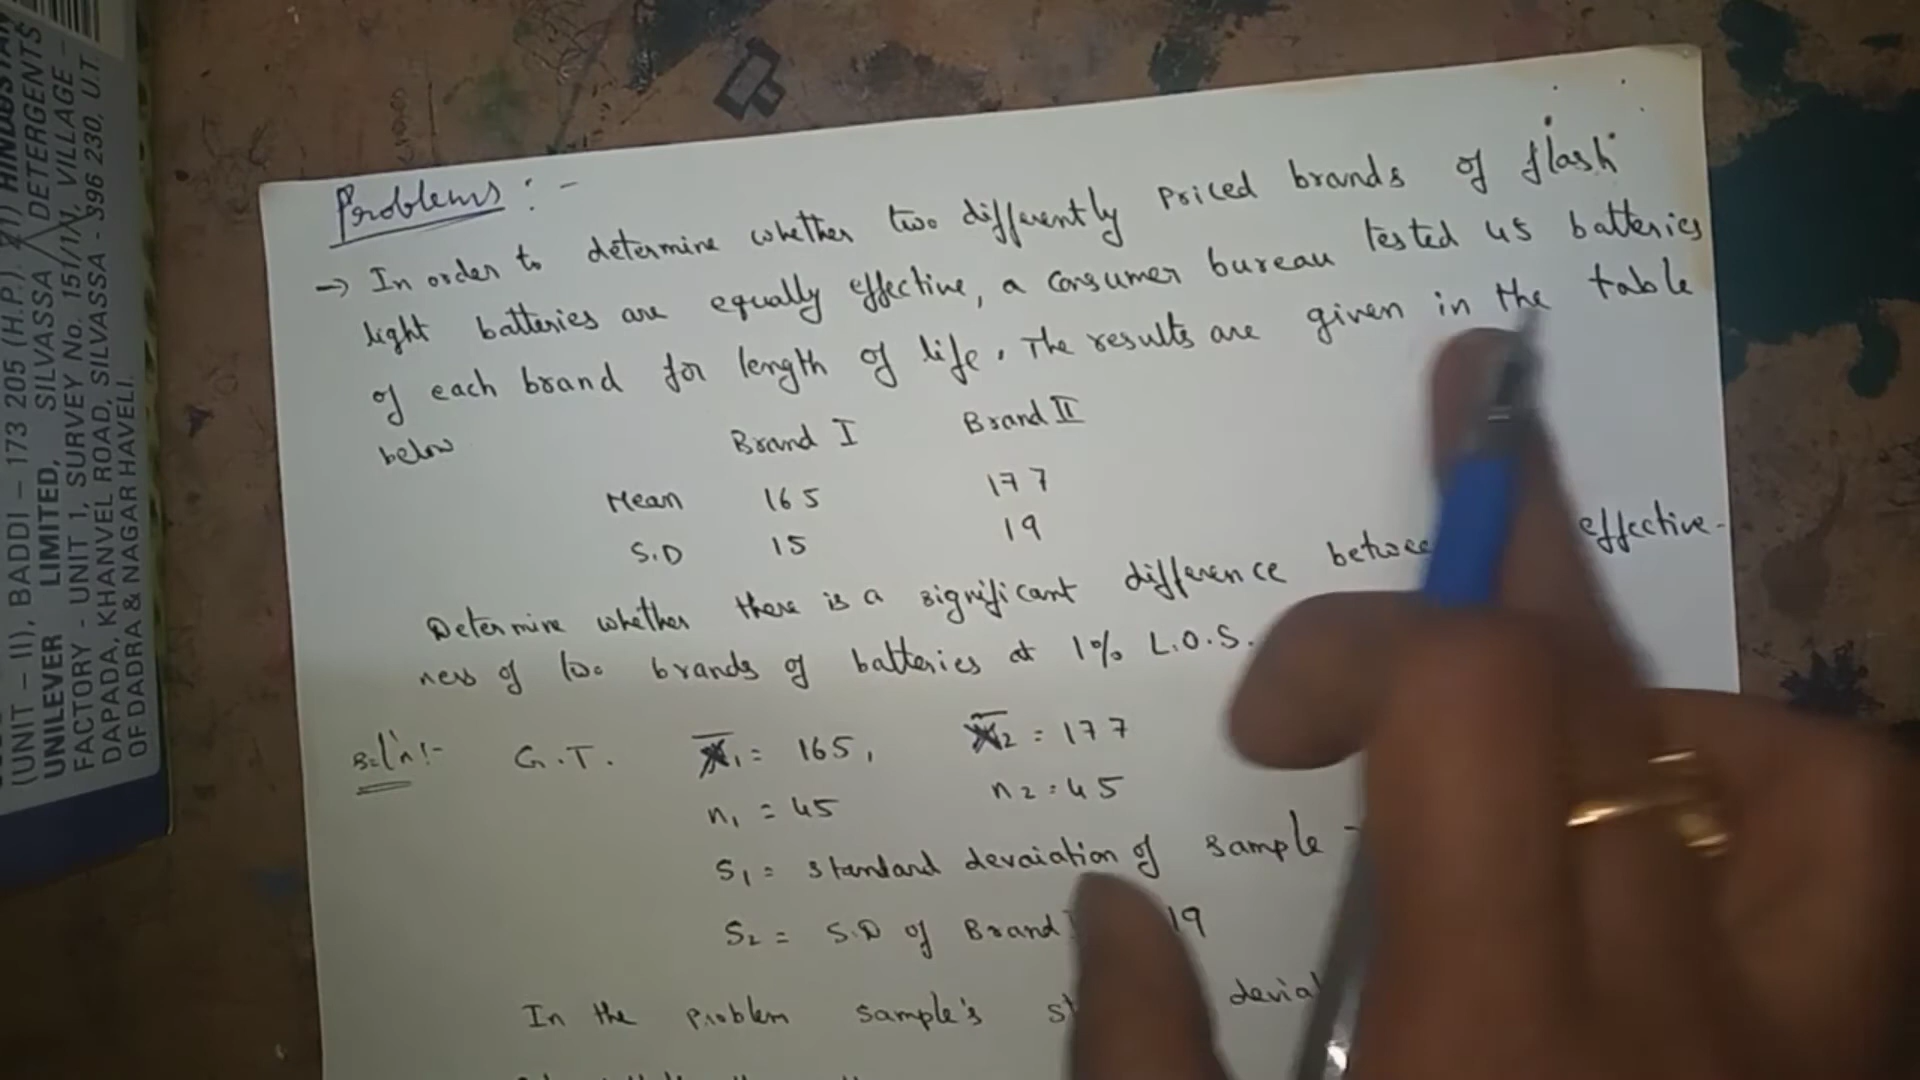 Problems :-
→ In order to determine whether two differently priced brands of flash
light batteries are equally effective, a consumer bureau tested 45 batteries
of each brand for length of life. The results are given in the table
below
Brand I Brand II
Mean 165 177
S.D 15 19
Determine whether there is a significant difference effective-
ness of two brands of batteries at 1% L.O.S.
Sol'n:- G.T. X̄1 = 165, X̄2 = 177
n1 = 45 n2 = 45
S1 = standard devaiation of sample
S2 = S.D of Brand 19
In the problem sample's
(UNIT – II), BADDI – 173 205 (H.P.).
UNILEVER LIMITED, SILVASSA DETERGENTS
FACTORY - UNIT 1, SURVEY No. 151/1/1, VILLAGE -
DAPADA, KHANVEL ROAD, SILVASSA - 396 230, U.T
OF DADRA & NAGAR HAVELI.